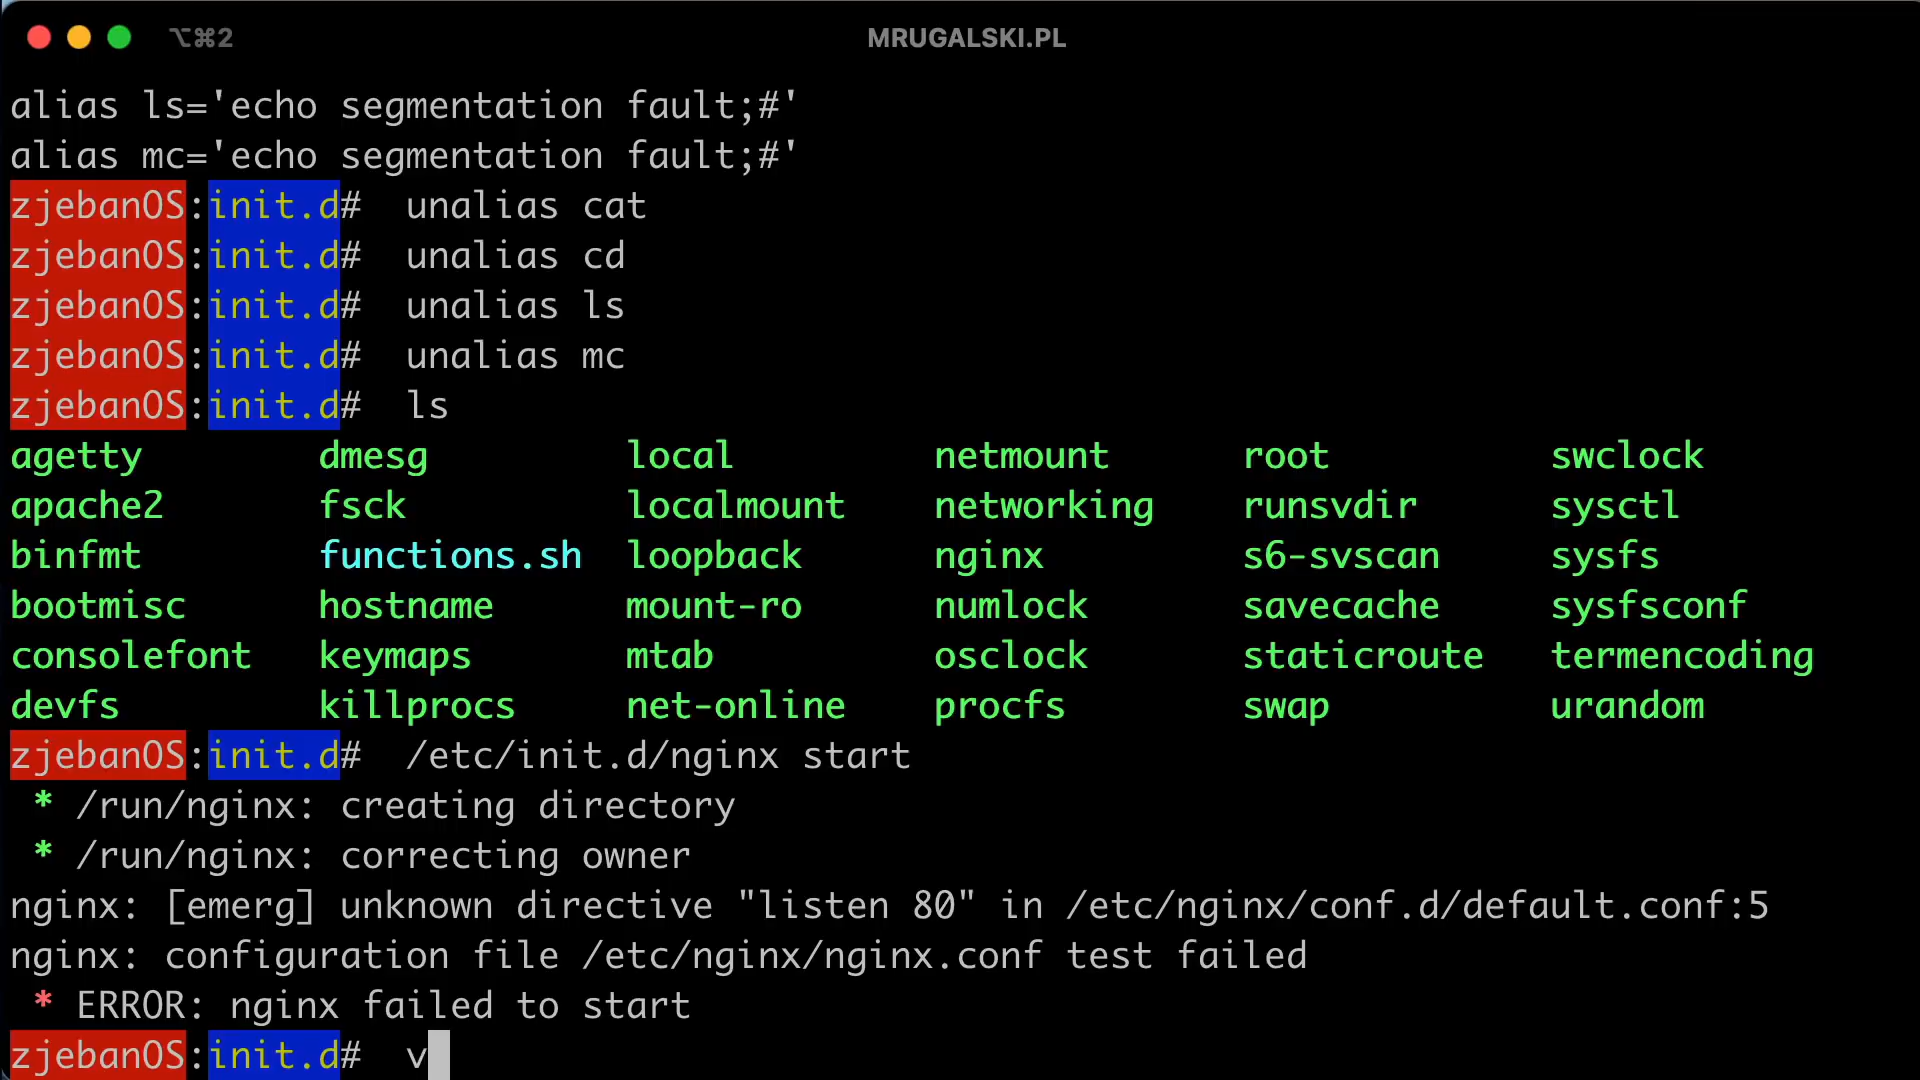 ⌥⌘2 MRUGALSKI.PL
alias ls='echo segmentation fault;#'
alias mc='echo segmentation fault;#'
zjebanOS:init.d#  unalias cat
zjebanOS:init.d#  unalias cd
zjebanOS:init.d#  unalias ls
zjebanOS:init.d#  unalias mc
zjebanOS:init.d#  ls
agetty        dmesg         local         netmount      root          swclock
apache2       fsck          localmount    networking    runsvdir      sysctl
binfmt        functions.sh  loopback      nginx         s6-svscan     sysfs
bootmisc      hostname      mount-ro      numlock       savecache     sysfsconf
consolefont   keymaps       mtab          osclock       staticroute   termencoding
devfs         killprocs     net-online    procfs        swap          urandom
zjebanOS:init.d#  /etc/init.d/nginx start
 * /run/nginx: creating directory
 * /run/nginx: correcting owner
nginx: [emerg] unknown directive "listen 80" in /etc/nginx/conf.d/default.conf:5
nginx: configuration file /etc/nginx/nginx.conf test failed
 * ERROR: nginx failed to start
zjebanOS:init.d#  v